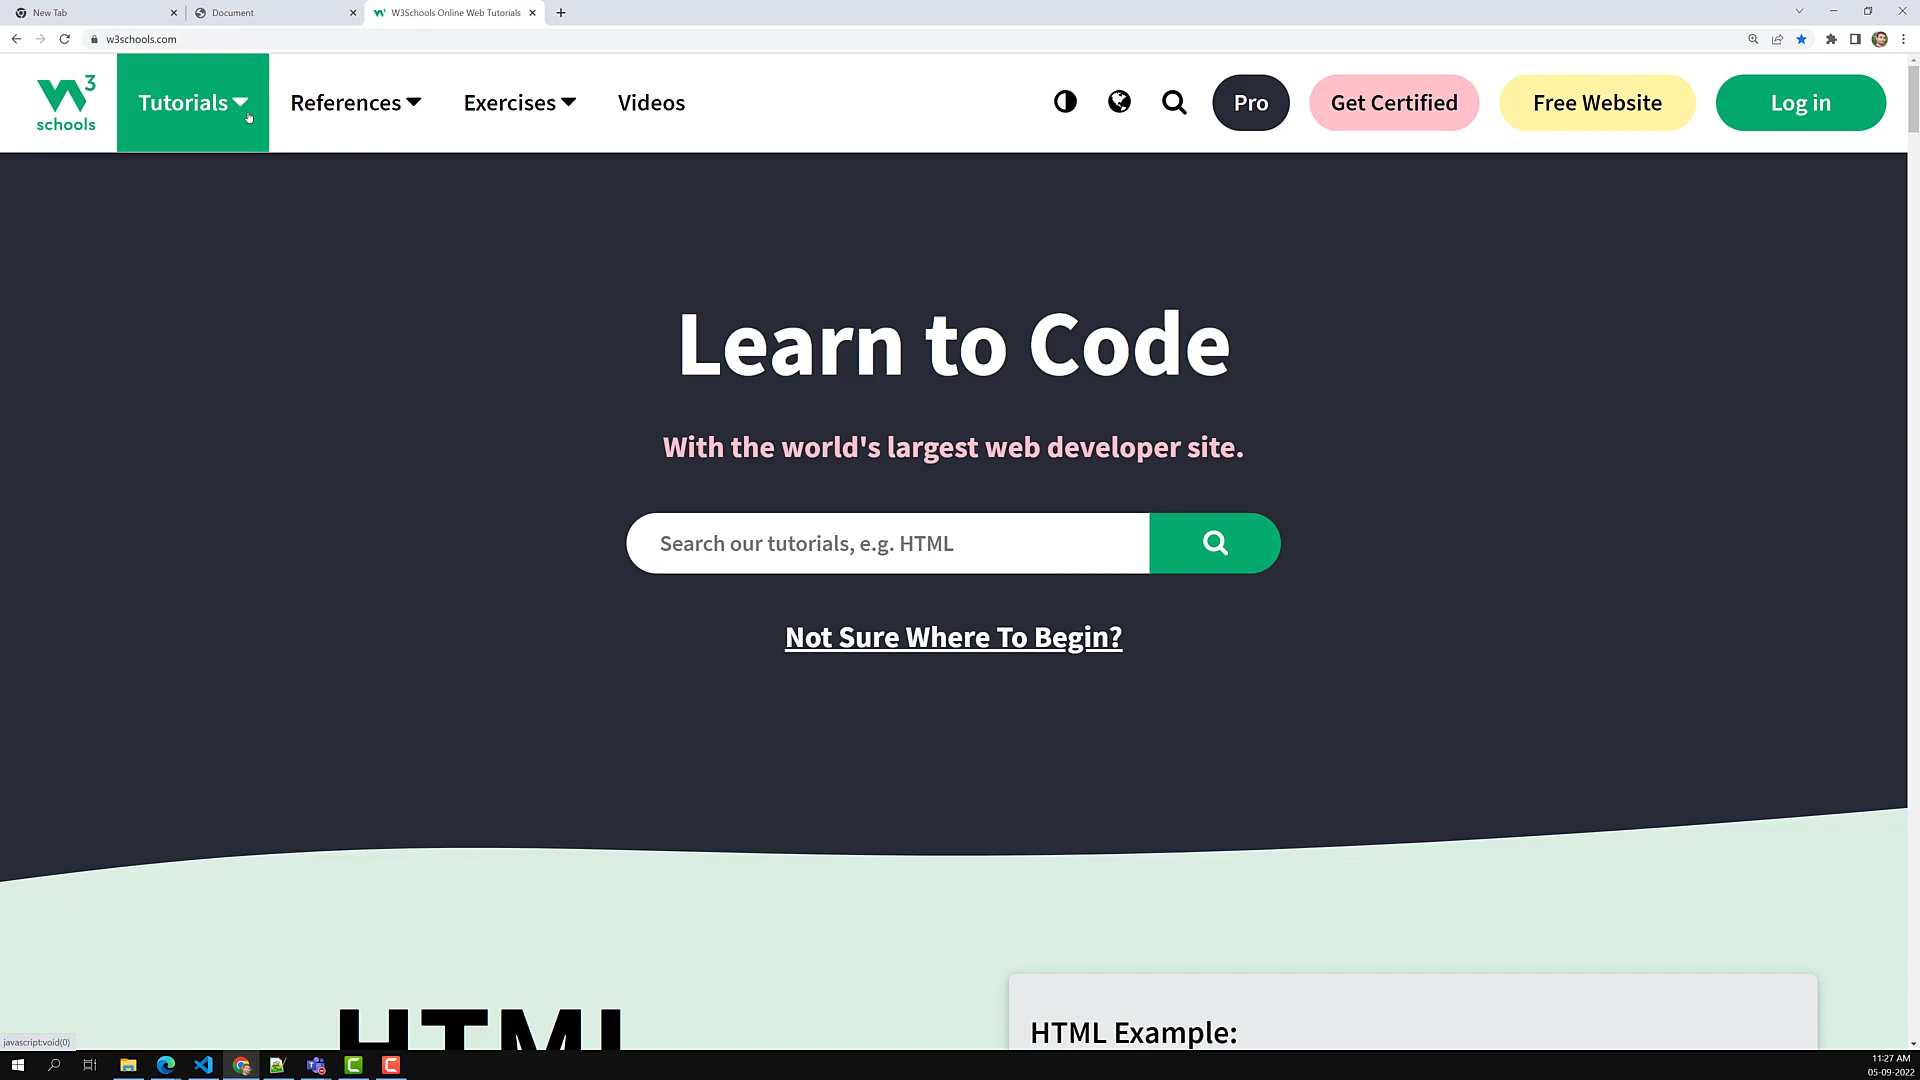 New Tab
Document
W3Schools Online Web Tutorials
w3schools.com
W3
schools
Tutorials
References
Exercises
Videos
Pro
Get Certified
Free Website
Log in
Learn to Code
With the world's largest web developer site.
Search our tutorials, e.g. HTML
Not Sure Where To Begin?
HTML
HTML Example:
javascript:void(0)
11:27 AM
05-09-2022